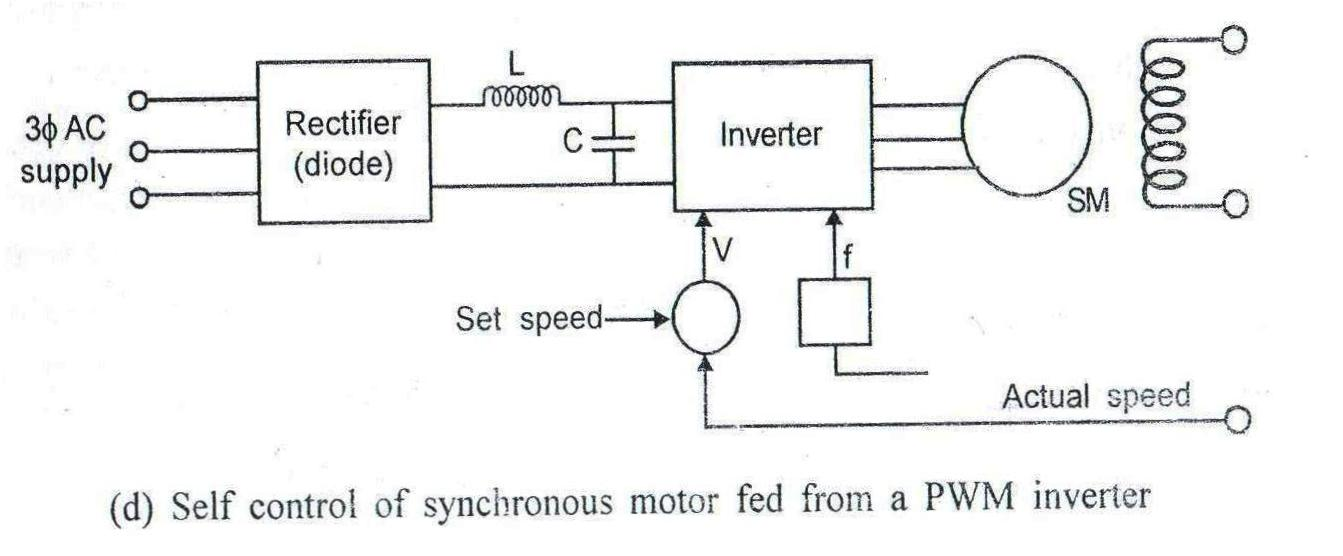 3ϕ AC
supply
Rectifier
(diode)
L
C
Inverter
SM
V
f
Set speed
Actual speed
(d) Self control of synchronous motor fed from a PWM inverter